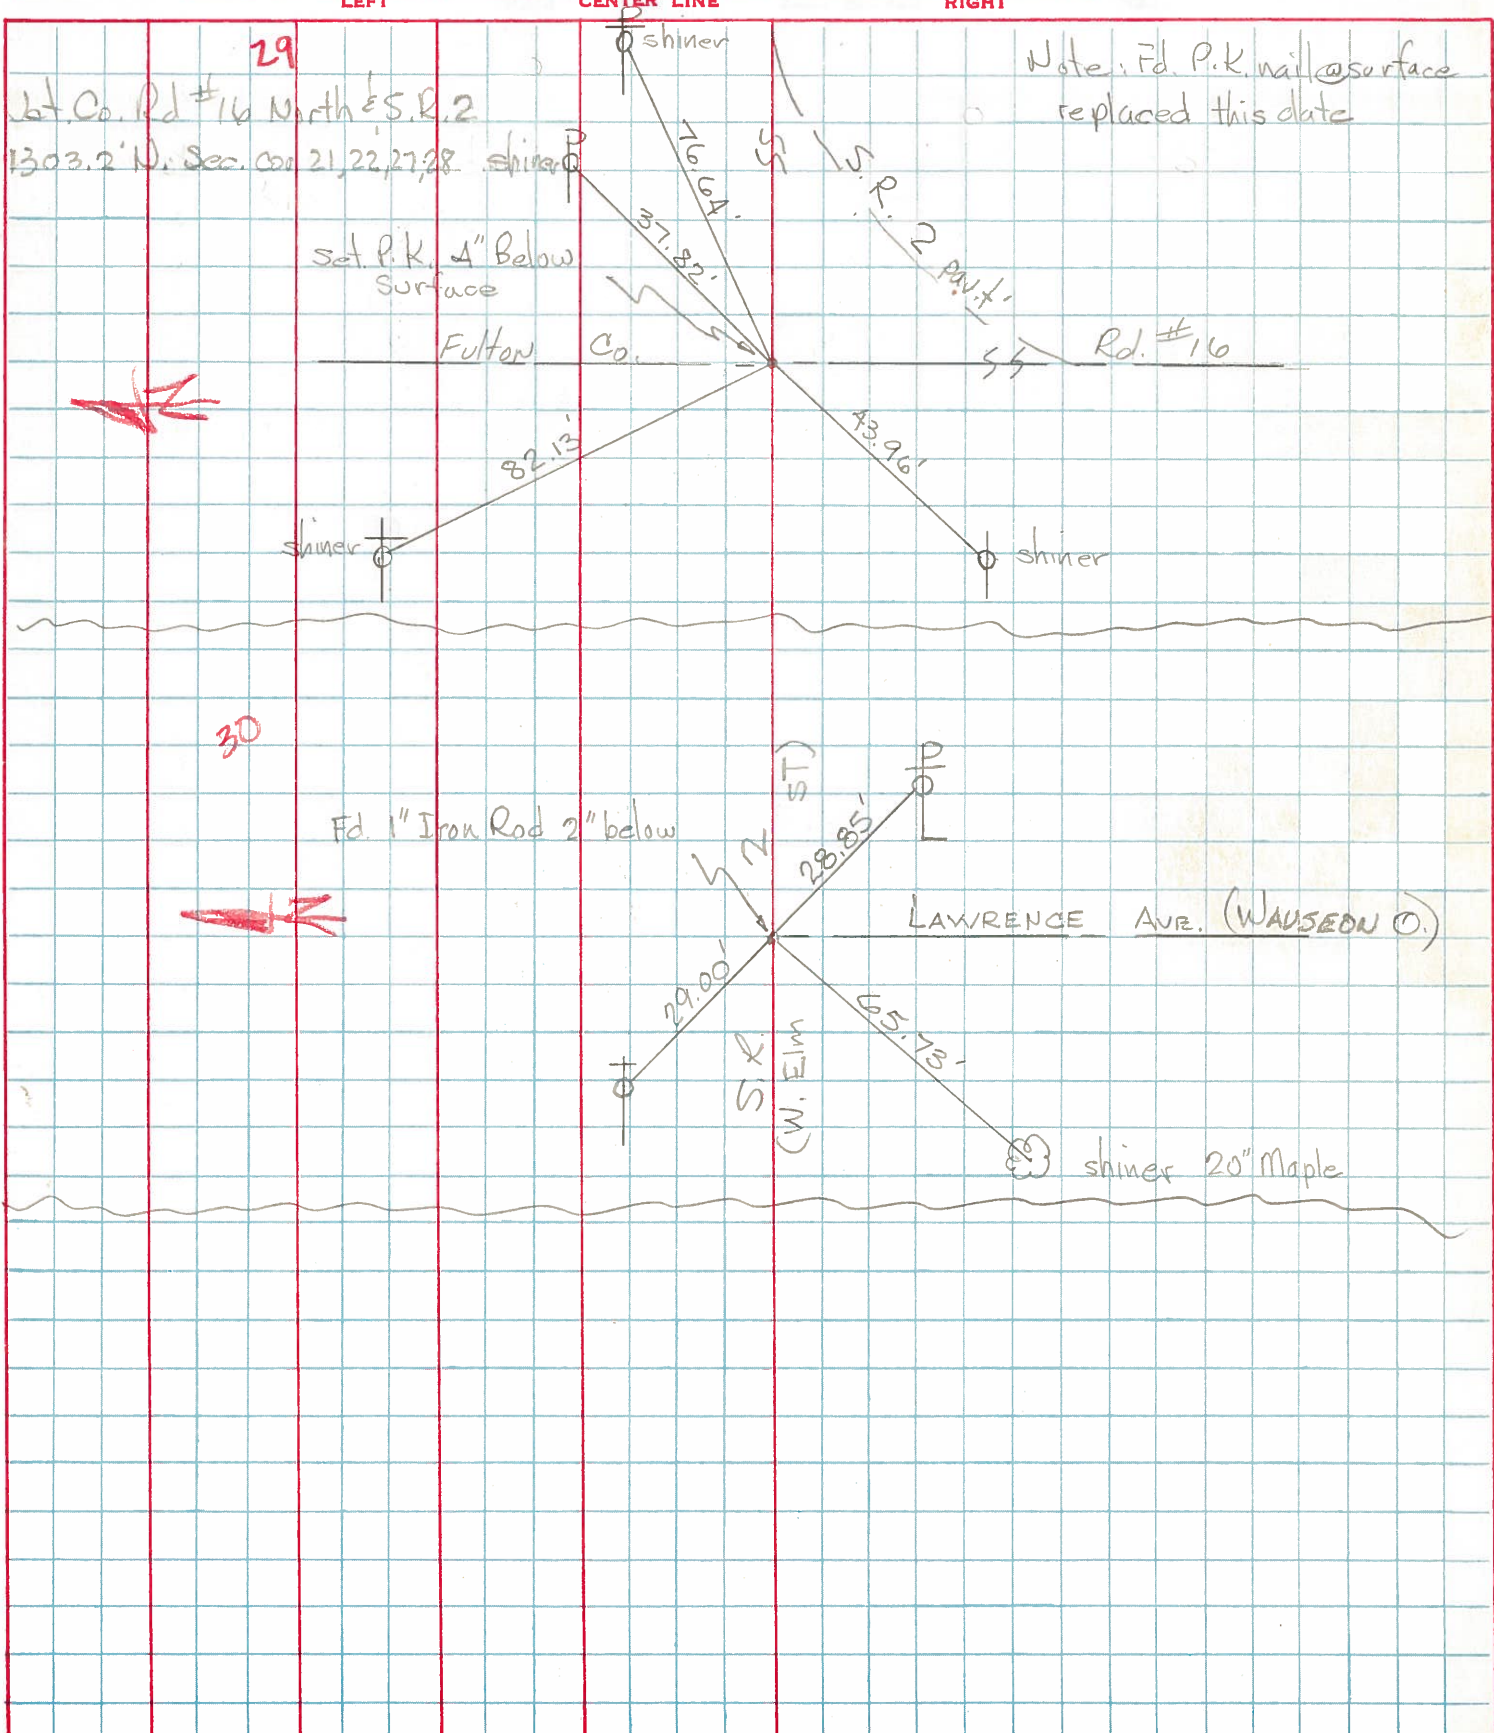 LEFT CENTER LINE RIGHT
29
P
shiner
Note: Fd. P.K. nail @ surface
replaced this date
Jct. Co. Rd #16 North & S.R. 2
1303.2' N. Sec. cor. 21, 22, 27, 28
P
shiner
76.64'
37.82'
S.R. 2 pav't.
set. P.K. 4" Below
Surface
Fulton Co. Rd. #16
N
82.13'
43.96'
shiner
shiner
30
P
Fd. 1" Iron Rod 2" below
28.85'
N
LAWRENCE AVE. (WAUSEON O.)
29.00'
65.73'
S.R. 2
(W. Elm ST)
shiner 20" Maple